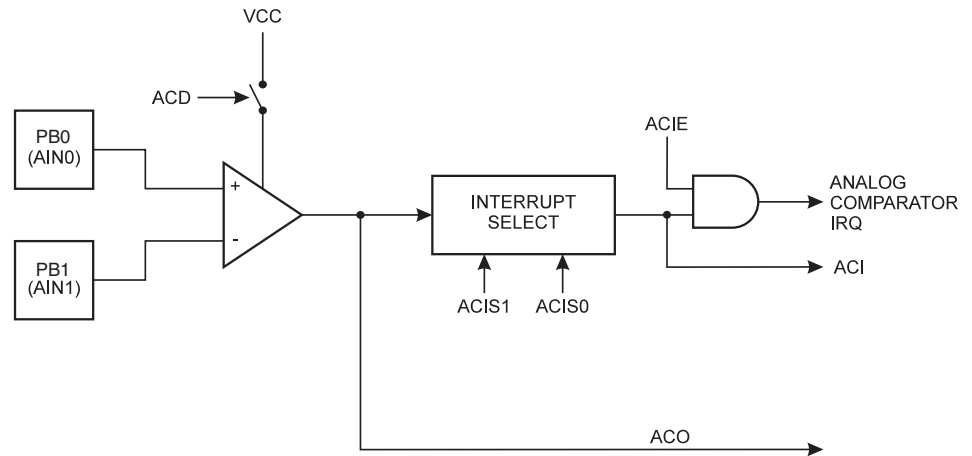 VCC
ACD
PB0
(AIN0)
+
-
PB1
(AIN1)
INTERRUPT
SELECT
ACIS1
ACIS0
ACIE
ANALOG
COMPARATOR
IRQ
ACI
ACO